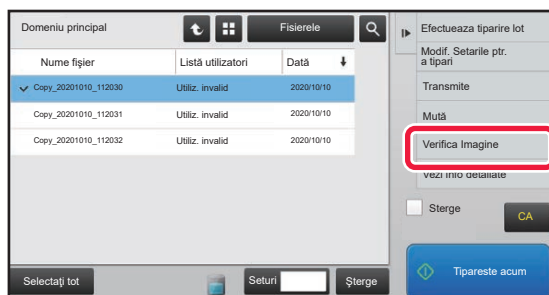 Domeniu principal
Fisierele
Nume fişier
Listă utilizatori
Dată
Copy_20201010_112030
Utiliz. invalid
2020/10/10
Copy_20201010_112031
Utiliz. invalid
2020/10/10
Copy_20201010_112032
Utiliz. invalid
2020/10/10
Selectaţi tot
Seturi
Şterge
Efectueaza tiparire lot
Modif. Setarile ptr.
a tipari
Transmite
Mută
Verifica Imagine
Vezi info detaliate
Sterge
CA
Tipareste acum